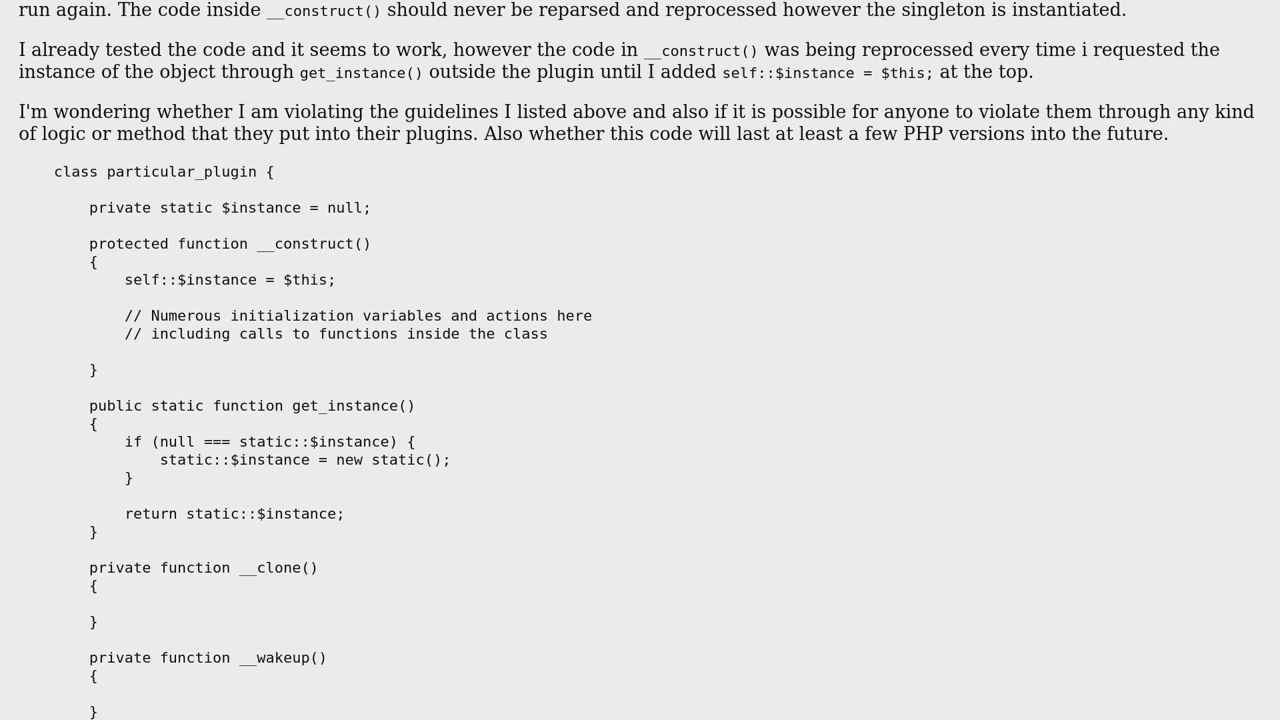 run again. The code inside __construct() should never be reparsed and reprocessed however the singleton is instantiated.
I already tested the code and it seems to work, however the code in __construct() was being reprocessed every time i requested the
instance of the object through get_instance() outside the plugin until I added self::$instance = $this; at the top.
I'm wondering whether I am violating the guidelines I listed above and also if it is possible for anyone to violate them through any kind
of logic or method that they put into their plugins. Also whether this code will last at least a few PHP versions into the future.
class particular_plugin {
private static $instance = null;
protected function __construct()
{
self::$instance = $this;
// Numerous initialization variables and actions here
// including calls to functions inside the class
}
public static function get_instance()
{
if (null === static::$instance) {
static::$instance = new static();
}
return static::$instance;
}
private function __clone()
{
}
private function __wakeup()
{
}